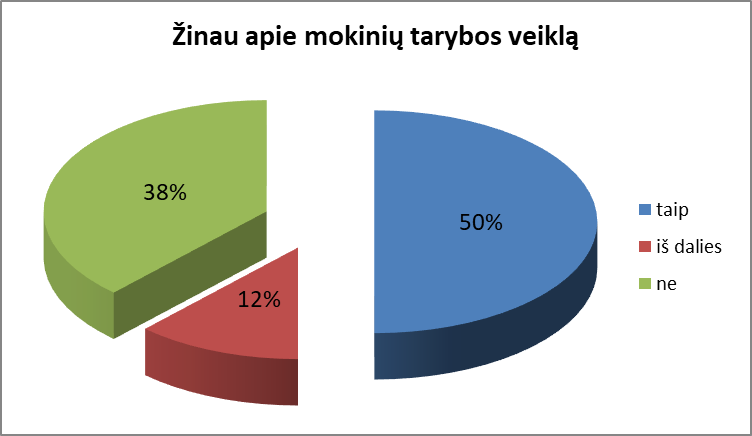 Žinau apie mokinių tarybos veiklą
38%
50%
12%
taip
iš dalies
ne